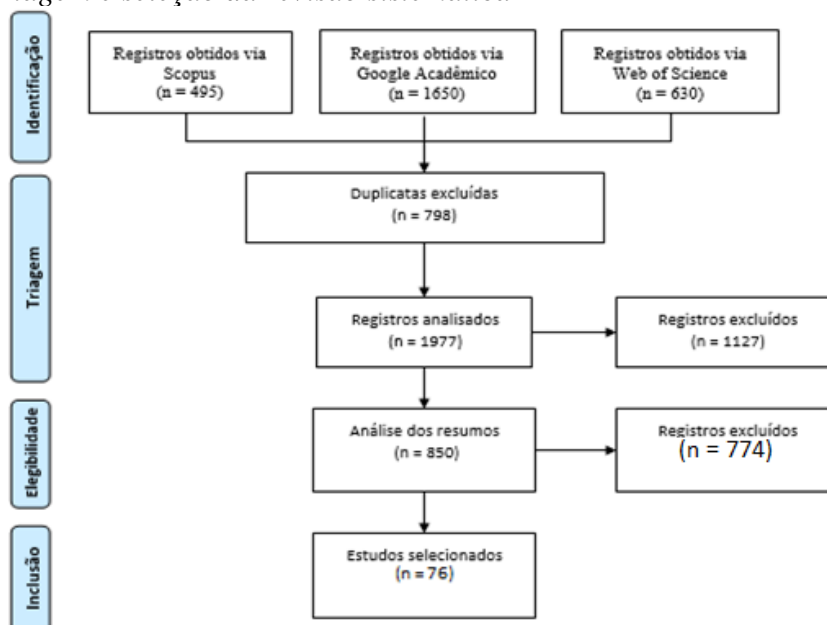 Identificação
Registros obtidos via
Scopus
(n = 495)
Registros obtidos via
Google Acadêmico
(n = 1650)
Registros obtidos via
Web of Science
(n = 630)
Triagem
Duplicatas excluídas
(n = 798)
Registros analisados
(n = 1977)
Registros excluídos
(n = 1127)
Elegibilidade
Análise dos resumos
(n = 850)
Registros excluídos
(n = 774)
Inclusão
Estudos selecionados
(n = 76)